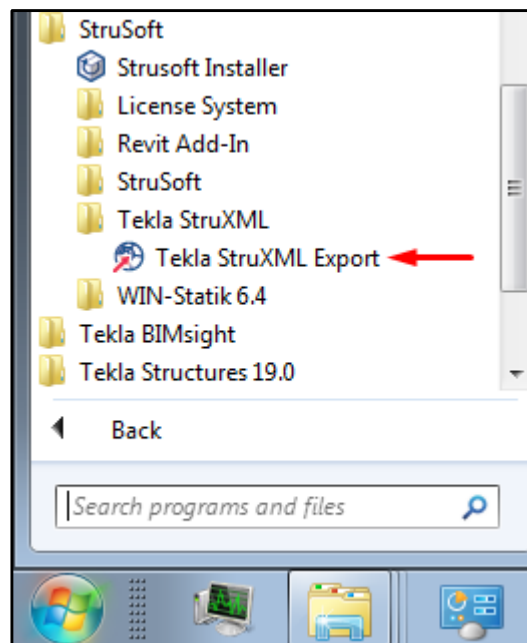 StruSoft
Strusoft Installer
License System
Revit Add-In
StruSoft
Tekla StruXML
Tekla StruXML Export
WIN-Statik 6.4
Tekla BIMsight
Tekla Structures 19.0
Back
Search programs and files